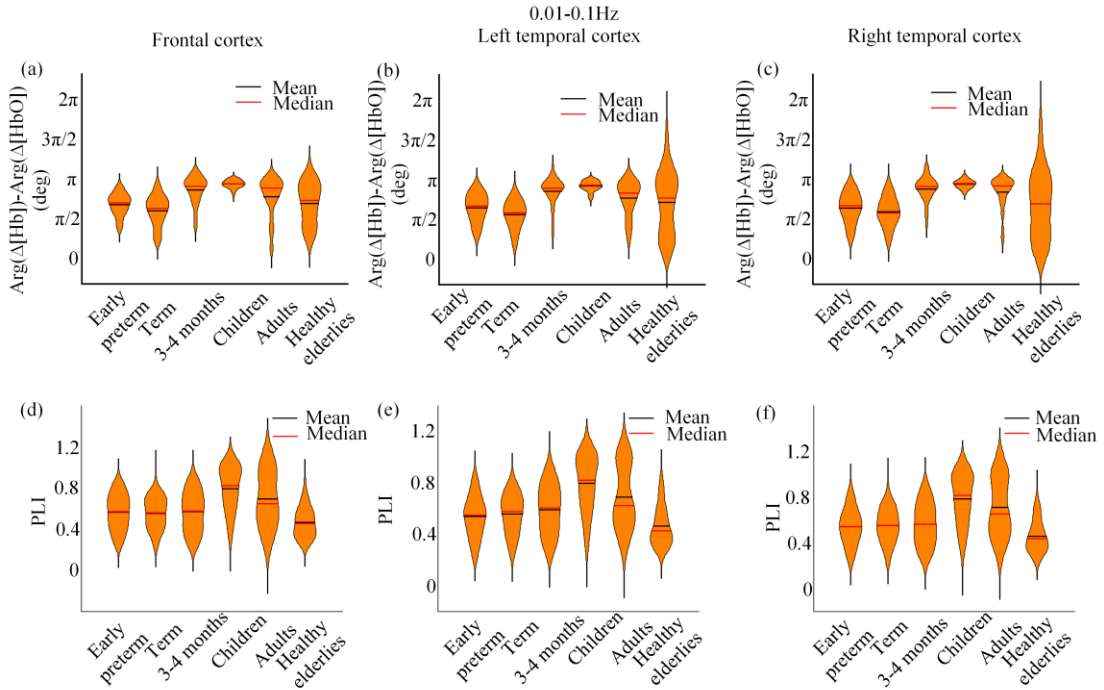 0.01-0.1Hz
Frontal cortex
Left temporal cortex
Right temporal cortex
(a)
Mean
Median
2π
3π/2
π
π/2
0
Arg(Δ[Hb])-Arg(Δ[HbO])
(deg)
Early
preterm
Term
3-4 months
Children
Adults
Healthy
elderlies
(b)
Mean
Median
2π
3π/2
π
π/2
0
Arg(Δ[Hb])-Arg(Δ[HbO])
(deg)
Early
preterm
Term
3-4 months
Children
Adults
Healthy
elderlies
(c)
Mean
Median
2π
3π/2
π
π/2
0
Arg(Δ[Hb])-Arg(Δ[HbO])
(deg)
Early
preterm
Term
3-4 months
Children
Adults
Healthy
elderlies
(d)
Mean
Median
1.2
0.8
0.4
0
PLI
Early
preterm
Term
3-4 months
Children
Adults
Healthy
elderlies
(e)
Mean
Median
1.2
0.8
0.4
0
PLI
Early
preterm
Term
3-4 months
Children
Adults
Healthy
elderlies
(f)
Mean
Median
1.2
0.8
0.4
0
PLI
Early
preterm
Term
3-4 months
Children
Adults
Healthy
elderlies